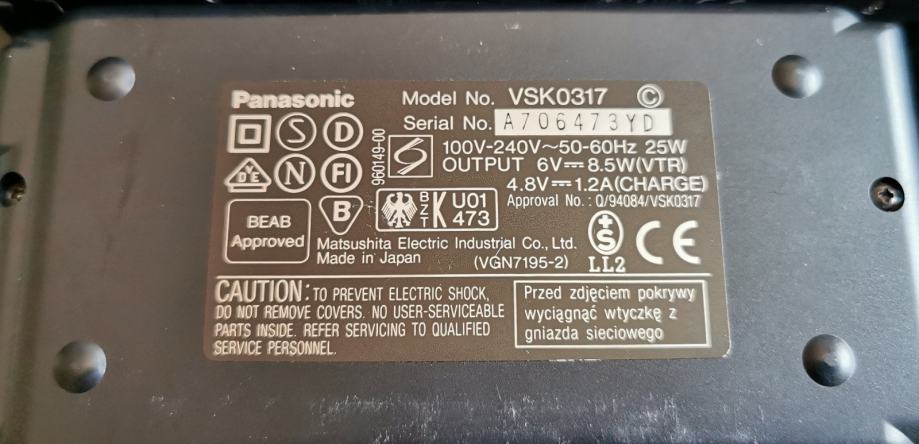 Panasonic
Model No. VSK0317 ©
Serial No. A706473YD
100V-240V～50-60Hz 25W
OUTPUT 6V⎓8.5W(VTR)
4.8V⎓1.2A(CHARGE)
Approval No.: Q/94084/VSK0317
960149-00
S D
DVE N FI
BEAB
Approved
B
BZT K U01
473
S
LL2
CE
Matsushita Electric Industrial Co., Ltd.
Made in Japan (VGN7195-2)
CAUTION: TO PREVENT ELECTRIC SHOCK,
DO NOT REMOVE COVERS. NO USER-SERVICEABLE
PARTS INSIDE. REFER SERVICING TO QUALIFIED
SERVICE PERSONNEL.
Przed zdjęciem pokrywy
wyciągnąć wtyczkę z
gniazda sieciowego